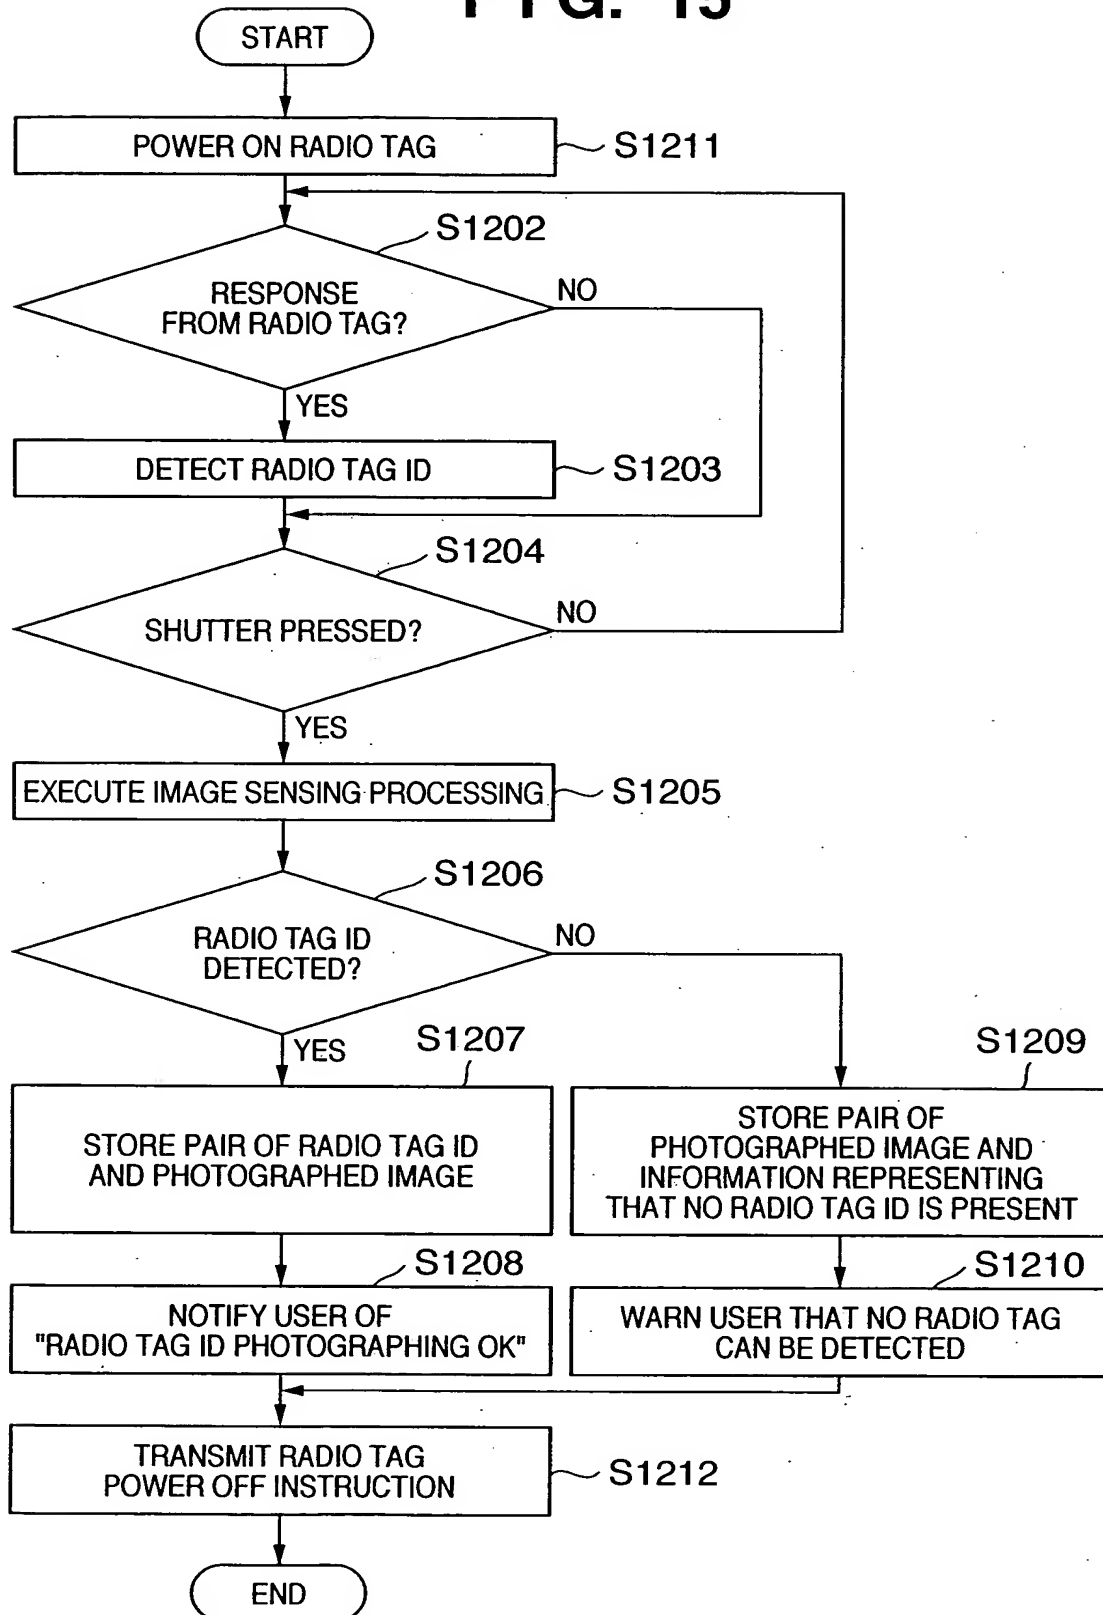 FIG. 15
START
POWER ON RADIO TAG
S1211
S1202
RESPONSE
FROM RADIO TAG?
NO
YES
DETECT RADIO TAG ID
S1203
S1204
SHUTTER PRESSED?
NO
YES
EXECUTE IMAGE SENSING PROCESSING
S1205
S1206
RADIO TAG ID
DETECTED?
NO
YES
S1207
STORE PAIR OF RADIO TAG ID
AND PHOTOGRAPHED IMAGE
S1209
STORE PAIR OF
PHOTOGRAPHED IMAGE AND
INFORMATION REPRESENTING
THAT NO RADIO TAG ID IS PRESENT
S1208
NOTIFY USER OF
"RADIO TAG ID PHOTOGRAPHING OK"
S1210
WARN USER THAT NO RADIO TAG
CAN BE DETECTED
TRANSMIT RADIO TAG
POWER OFF INSTRUCTION
S1212
END